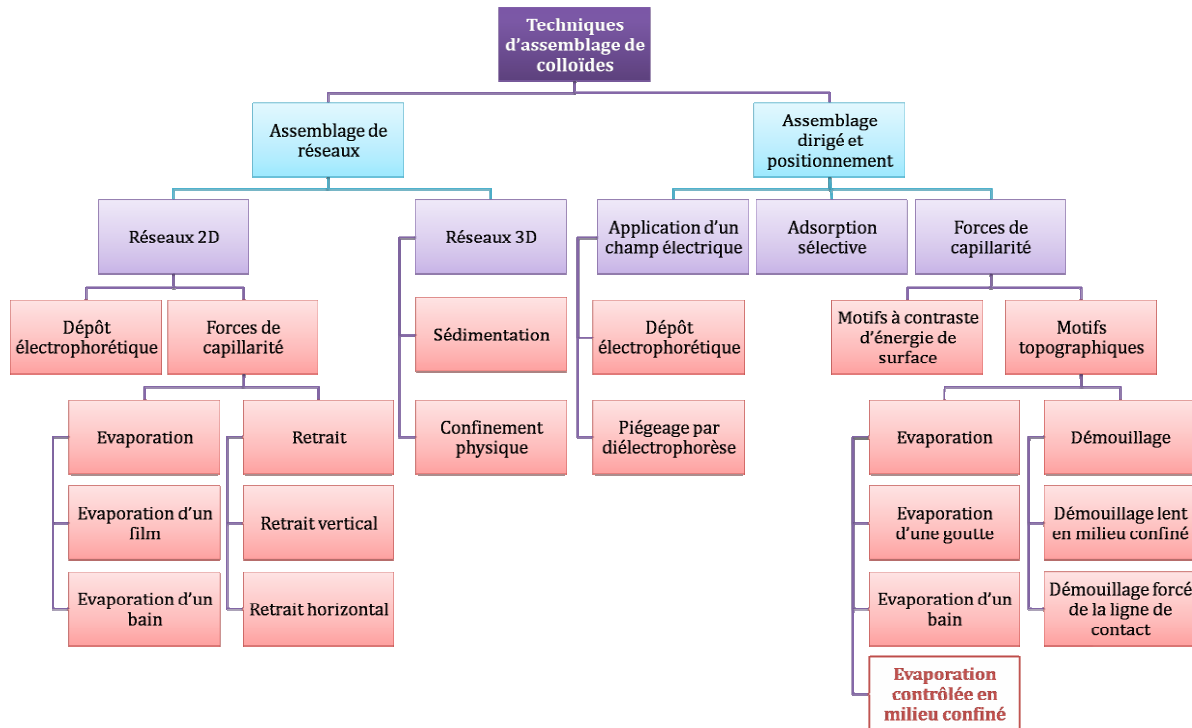 Techniques
d'assemblage de
colloïdes
Assemblage de
réseaux
Assemblage
dirigé et
positionnement
Réseaux 2D
Réseaux 3D
Application d'un
champ électrique
Adsorption
sélective
Forces de
capillarité
Dépôt
électrophorétique
Forces de
capillarité
Sédimentation
Dépôt
électrophorétique
Motifs à contraste
d'énergie de
surface
Motifs
topographiques
Evaporation
Retrait
Confinement
physique
Piégeage par
diélectrophorèse
Evaporation
Démouillage
Evaporation d'un
film
Retrait vertical
Evaporation
d'une goutte
Démouillage lent
en milieu confiné
Evaporation d'un
bain
Retrait horizontal
Evaporation d'un
bain
Démouillage forcé
de la ligne de
contact
Evaporation
contrôlée en
milieu confiné